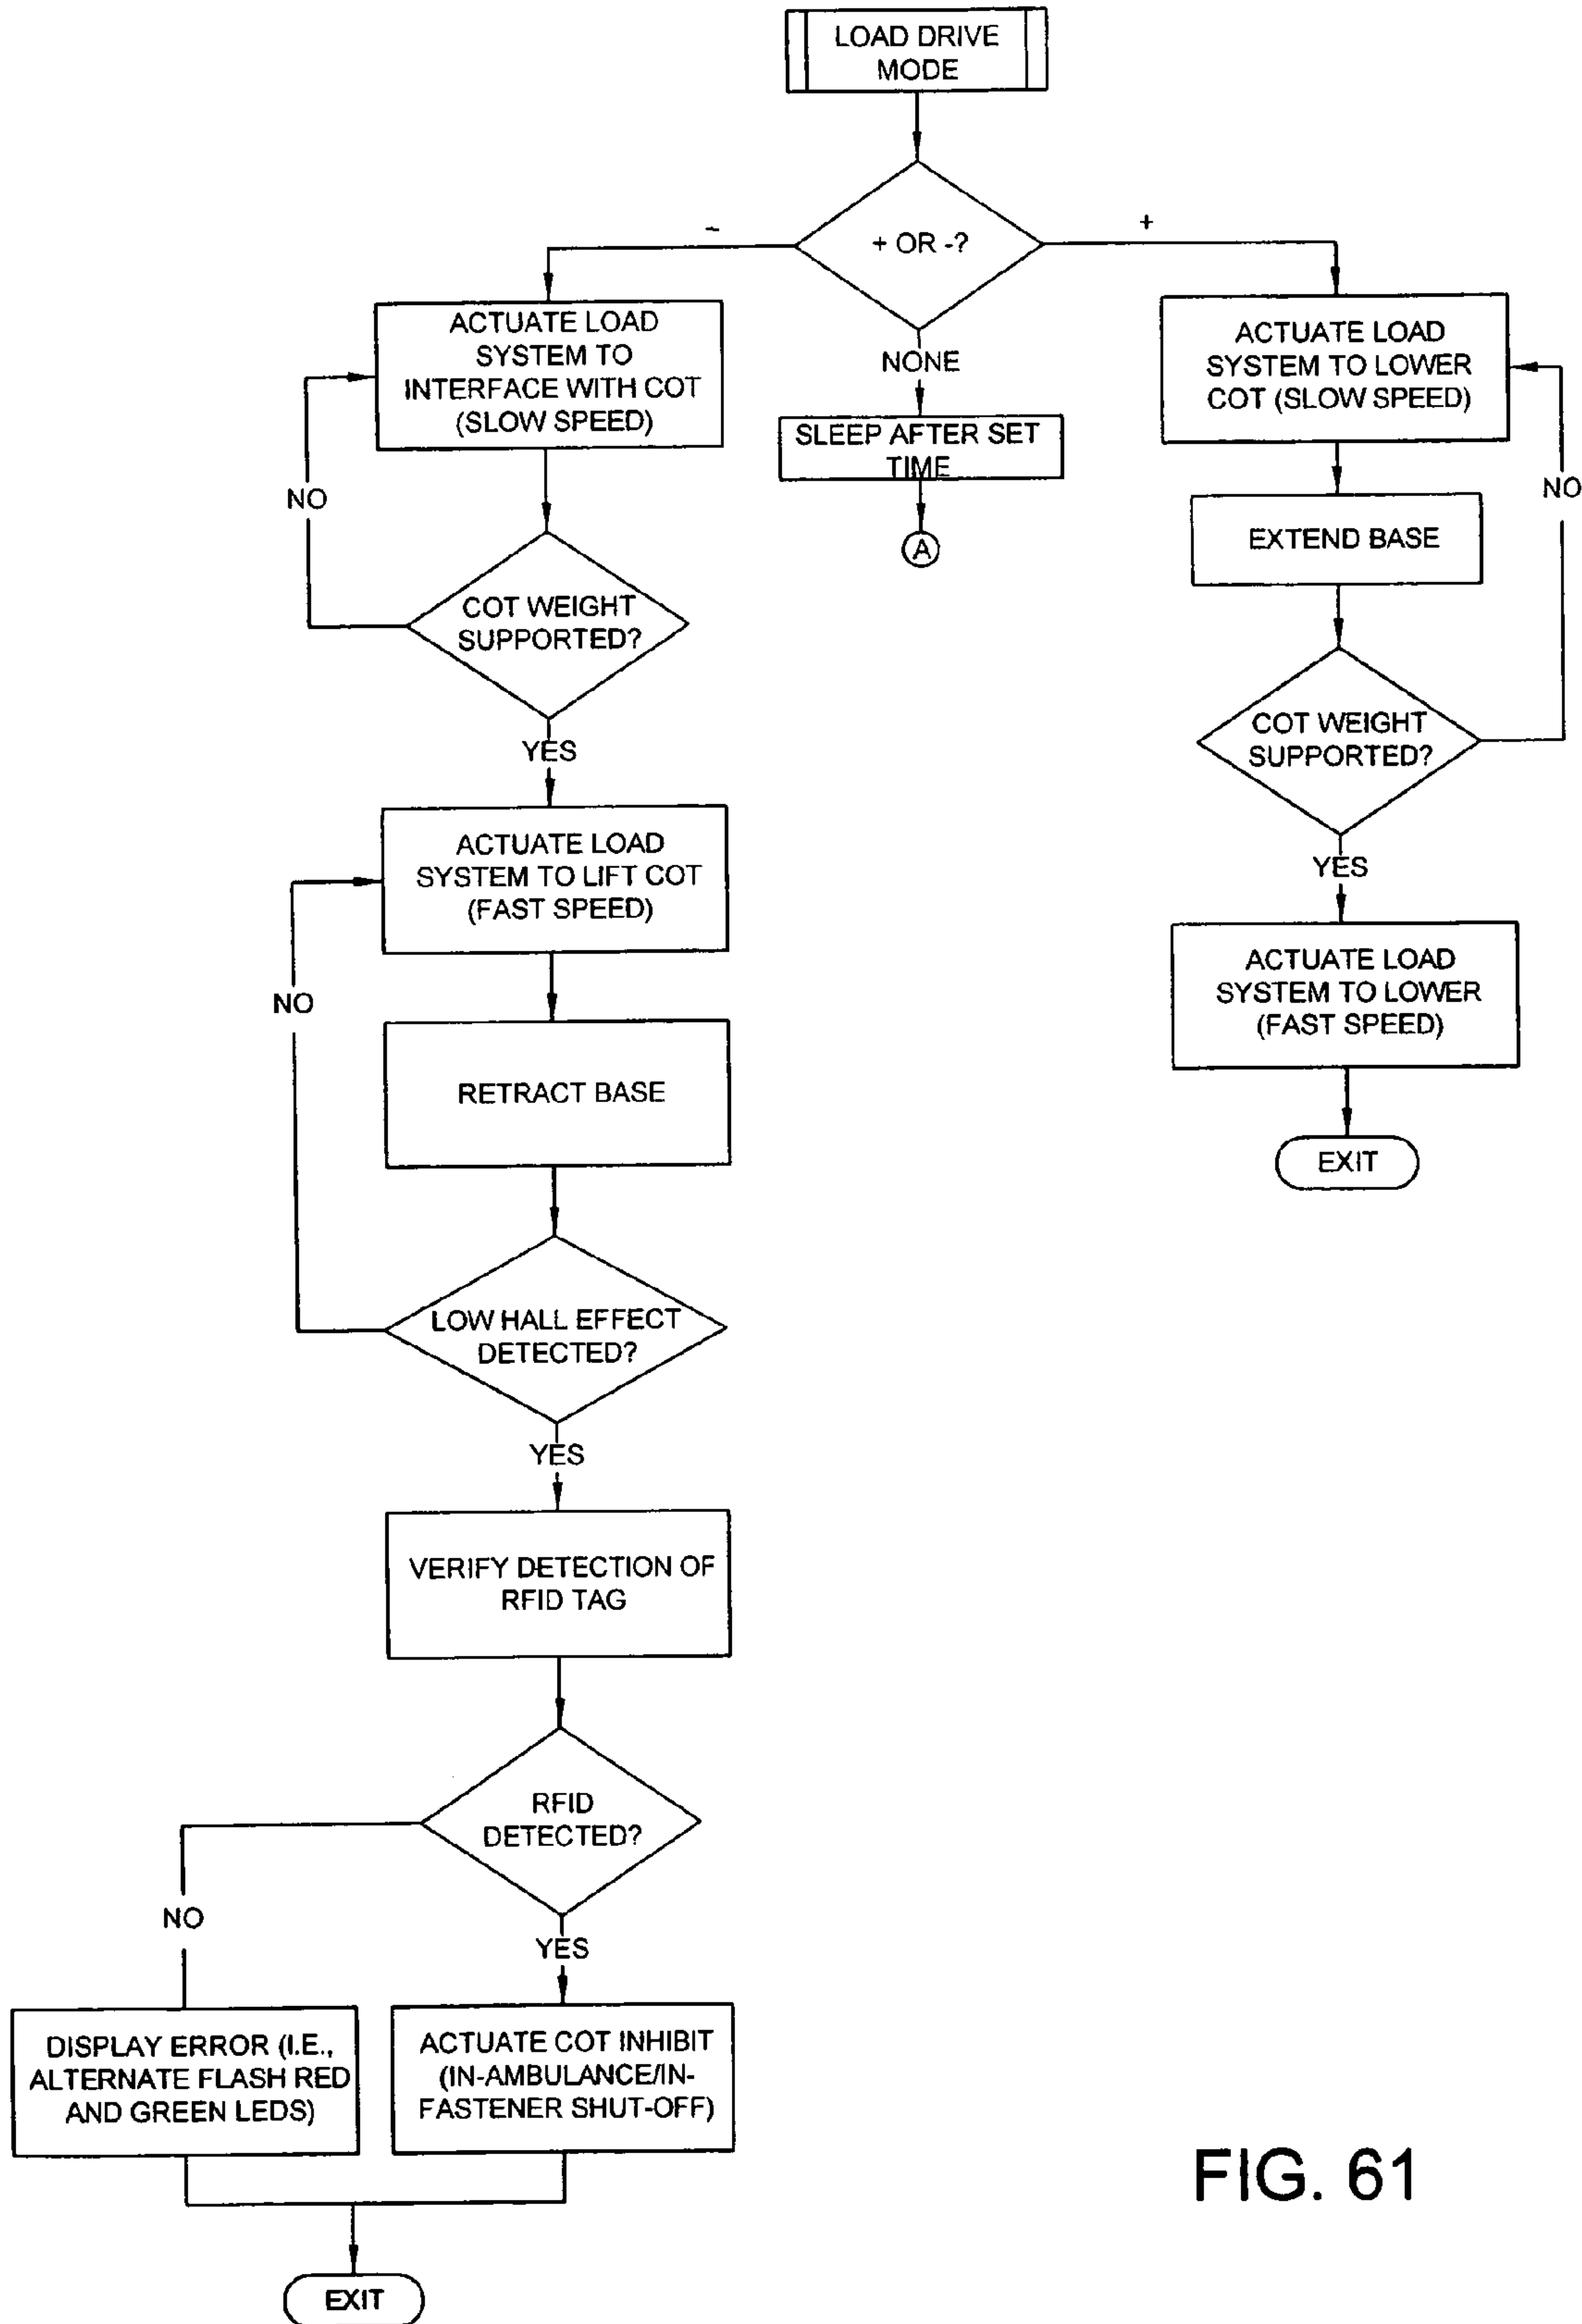 LOAD DRIVE
MODE
+ OR -?
-
+
NONE
ACTUATE LOAD
SYSTEM TO
INTERFACE WITH COT
(SLOW SPEED)
NO
COT WEIGHT
SUPPORTED?
YES
ACTUATE LOAD
SYSTEM TO LIFT COT
(FAST SPEED)
NO
RETRACT BASE
LOW HALL EFFECT
DETECTED?
YES
VERIFY DETECTION OF
RFID TAG
RFID
DETECTED?
NO
YES
DISPLAY ERROR (I.E.,
ALTERNATE FLASH RED
AND GREEN LEDS)
ACTUATE COT INHIBIT
(IN-AMBULANCE/IN-
FASTENER SHUT-OFF)
EXIT
SLEEP AFTER SET
TIME
A
ACTUATE LOAD
SYSTEM TO LOWER
COT (SLOW SPEED)
NO
EXTEND BASE
COT WEIGHT
SUPPORTED?
YES
ACTUATE LOAD
SYSTEM TO LOWER
(FAST SPEED)
EXIT
FIG. 61